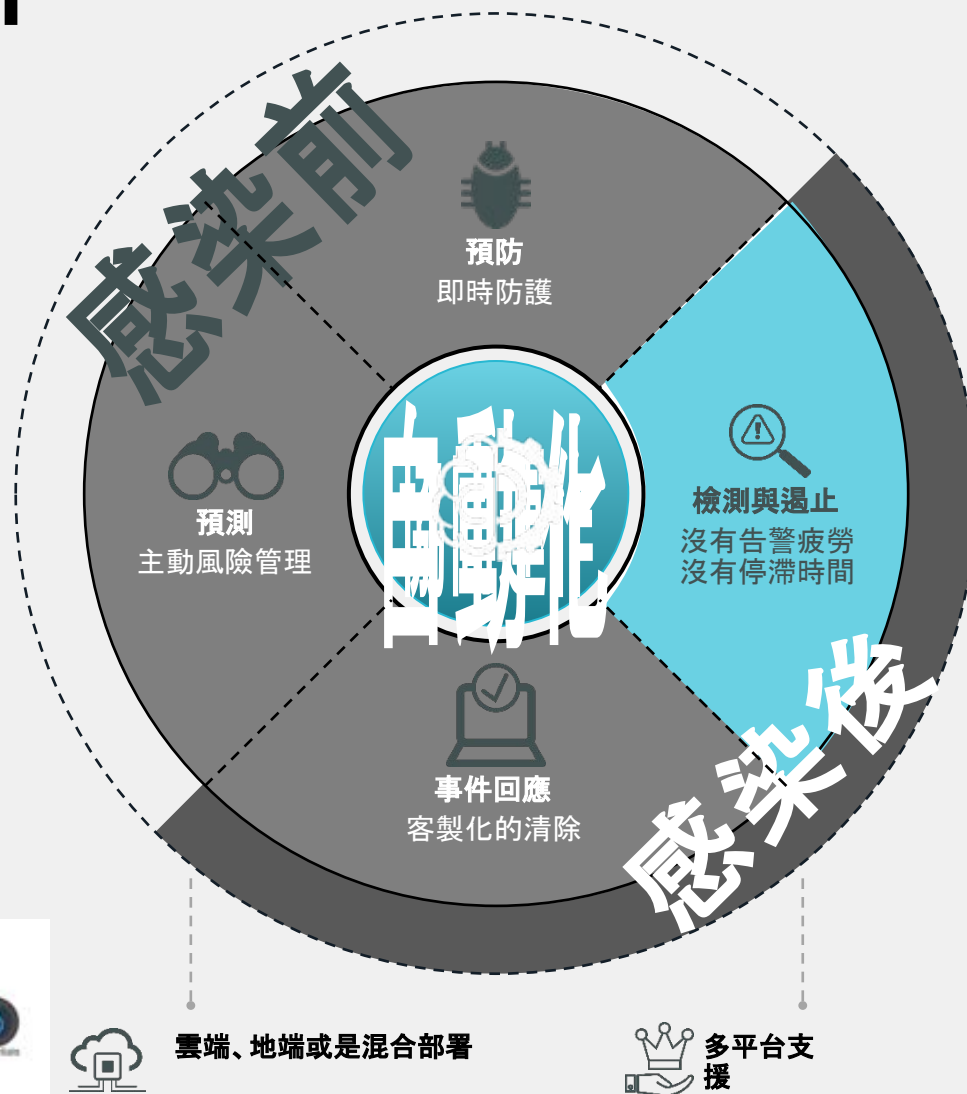 感染前
預防
即時防護
預測
主動風險管理
自動化
檢測與遏止
沒有告警疲勞
沒有停滯時間
事件回應
客製化的清除
感染後
雲端、地端或是混合部署
多平台支
援